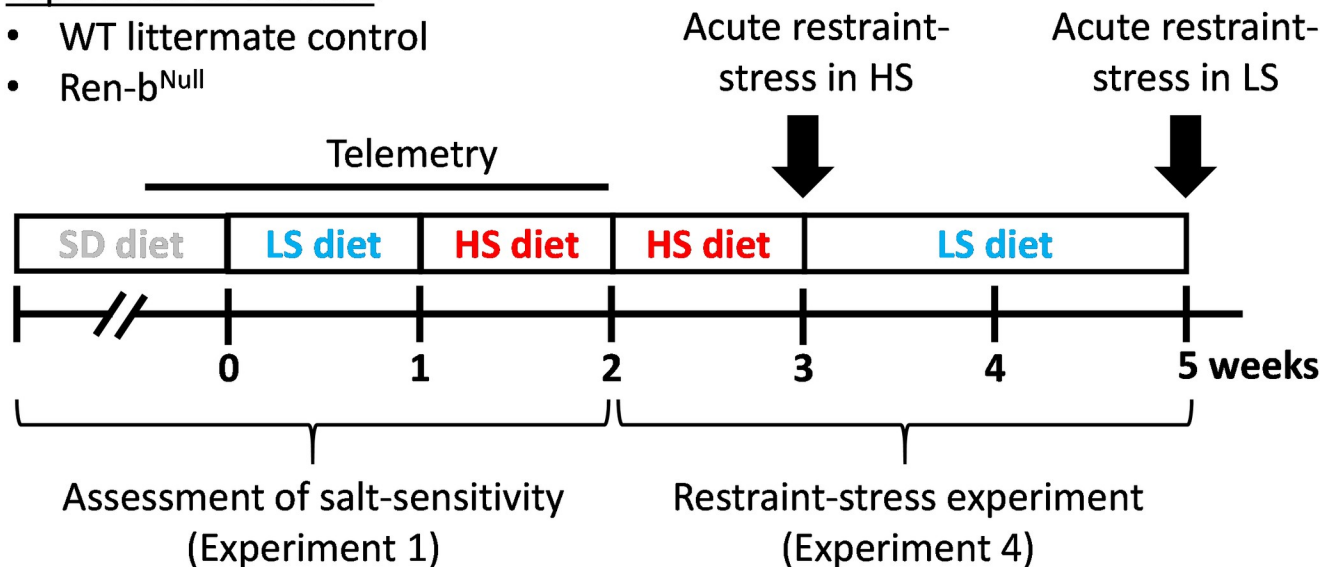 • WT littermate control
• Ren-b^Null
Acute restraint-
stress in HS
Acute restraint-
stress in LS
Telemetry
SD diet
LS diet
HS diet
HS diet
LS diet
0
1
2
3
4
5 weeks
Assessment of salt-sensitivity
(Experiment 1)
Restraint-stress experiment
(Experiment 4)